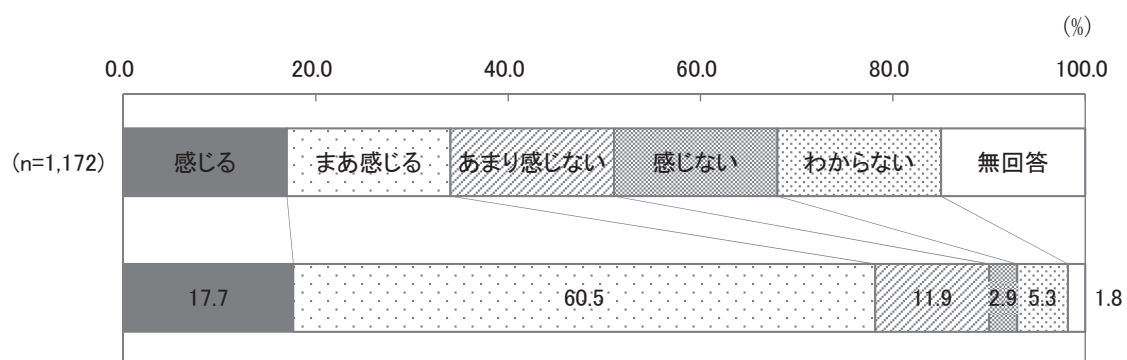 (%)
0.0 20.0 40.0 60.0 80.0 100.0
(n=1,172) 感じる まあ感じる あまり感じない 感じない わからない 無回答
17.7 60.5 11.9 2.9 5.3 1.8